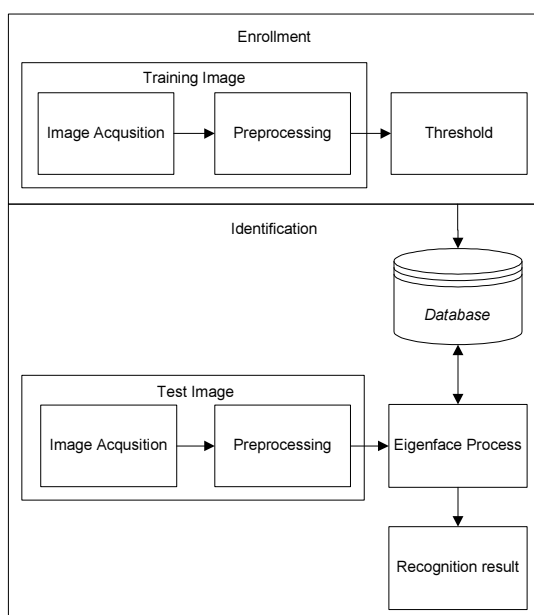 Enrollment
Training Image
Image Acqusition
Preprocessing
Threshold
Identification
Database
Test Image
Image Acqusition
Preprocessing
Eigenface Process
Recognition result